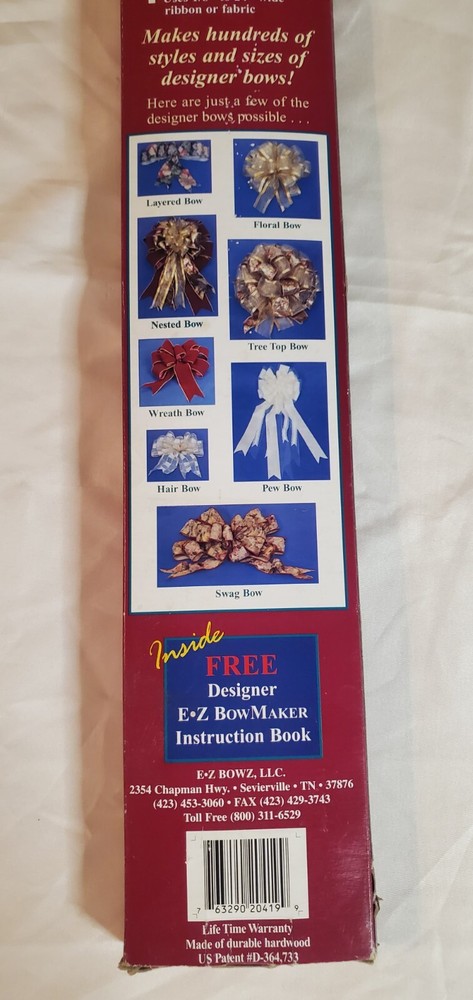 ribbon or fabric
Makes hundreds of
styles and sizes of
designer bows!
Here are just a few of the
designer bows possible . . .
Layered Bow
Floral Bow
Nested Bow
Tree Top Bow
Wreath Bow
Hair Bow
Pew Bow
Swag Bow
Inside
FREE
Designer
E•Z BOWMAKER
Instruction Book
E•Z BOWZ, LLC.
2354 Chapman Hwy. • Sevierville • TN • 37876
(423) 453-3060 • FAX (423) 429-3743
Toll Free (800) 311-6529
7 63290 20419 9
Life Time Warranty
Made of durable hardwood
US Patent #D-364,733